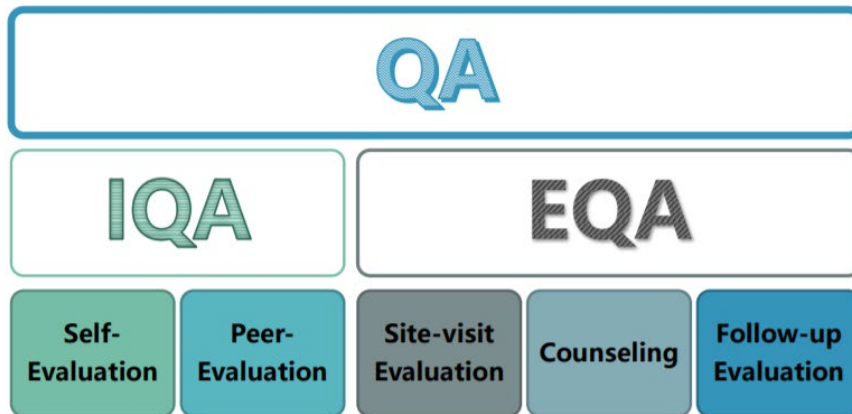 QA
IQA
EQA
Self-
Evaluation
Peer-
Evaluation
Site-visit
Evaluation
Counseling
Follow-up
Evaluation